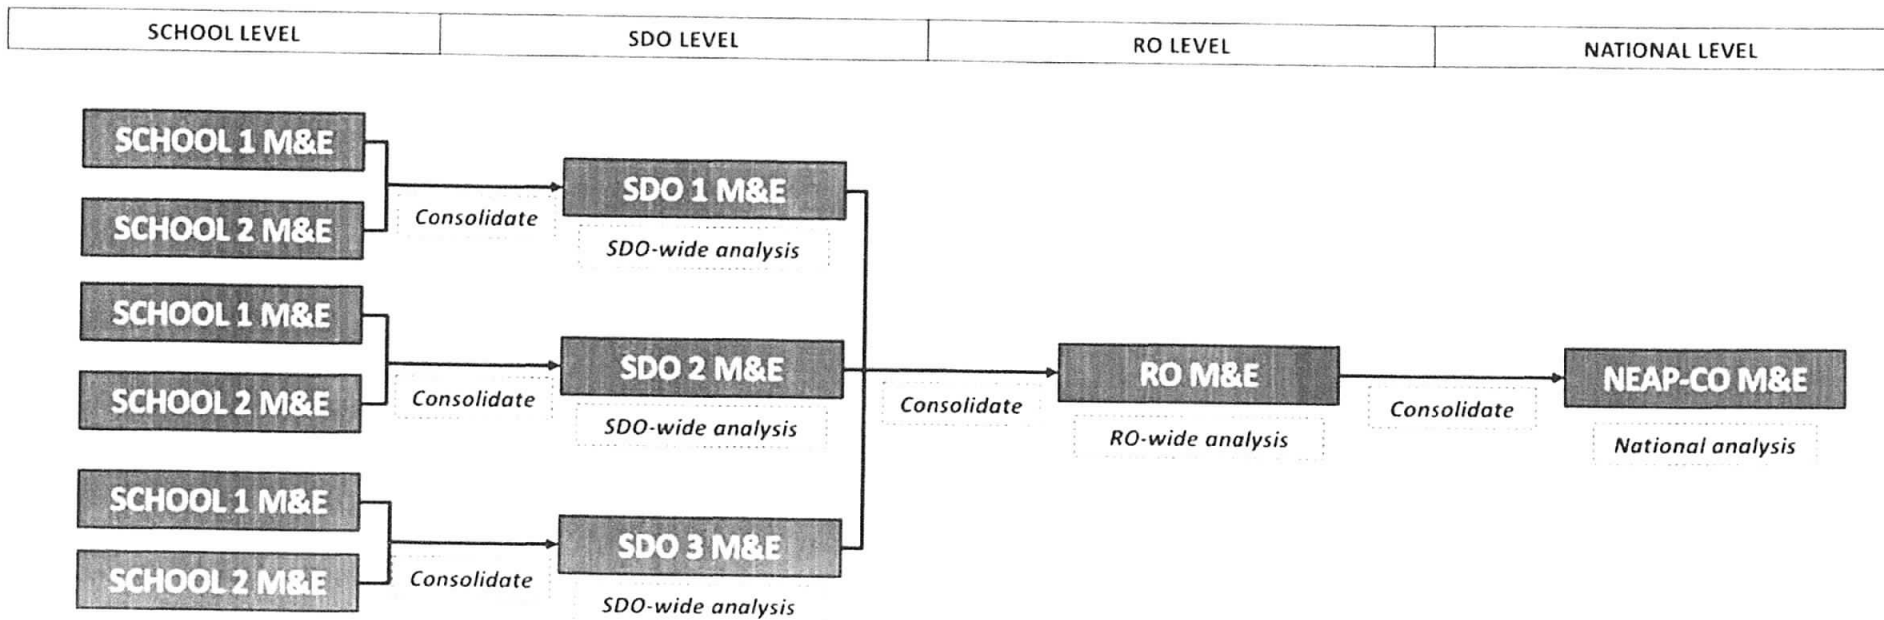 SCHOOL LEVEL
SDO LEVEL
RO LEVEL
NATIONAL LEVEL
SCHOOL 1 M&E
SCHOOL 2 M&E
Consolidate
SDO 1 M&E
SDO-wide analysis
SCHOOL 1 M&E
SCHOOL 2 M&E
Consolidate
SDO 2 M&E
SDO-wide analysis
SCHOOL 1 M&E
SCHOOL 2 M&E
Consolidate
SDO 3 M&E
SDO-wide analysis
Consolidate
RO M&E
RO-wide analysis
Consolidate
NEAP-CO M&E
National analysis